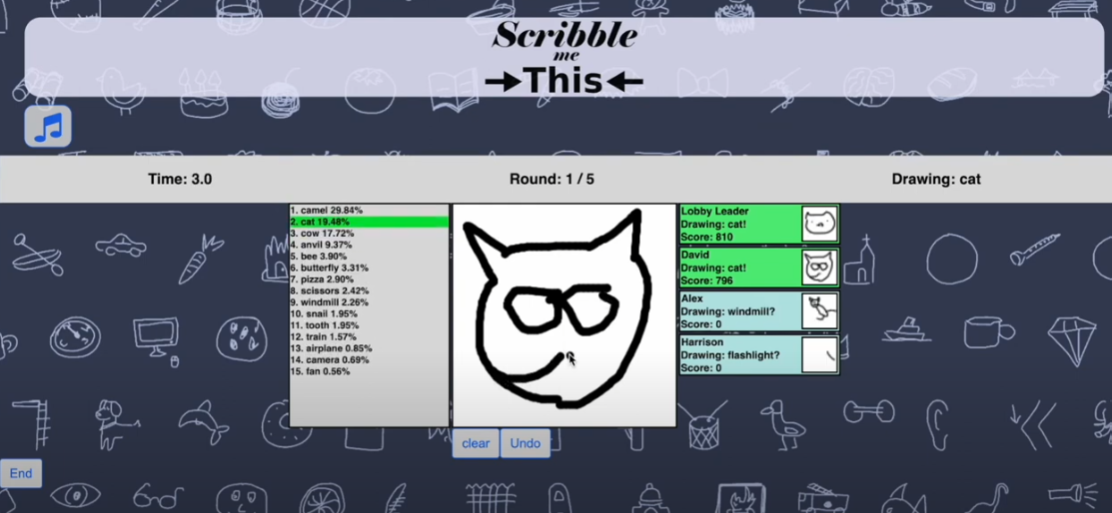 Scribble
me
→This←
Time: 3.0
Round: 1 / 5
Drawing: cat
1. camel 29.84%
2. cat 19.48%
3. cow 17.72%
4. anvil 9.37%
5. bee 3.90%
6. butterfly 3.31%
7. pizza 2.90%
8. scissors 2.42%
9. windmill 2.26%
10. snail 1.95%
11. tooth 1.95%
12. train 1.57%
13. airplane 0.85%
14. camera 0.69%
15. fan 0.56%
Lobby Leader
Drawing: cat!
Score: 810
David
Drawing: cat!
Score: 796
Alex
Drawing: windmill?
Score: 0
Harrison
Drawing: flashlight?
Score: 0
clear
Undo
End